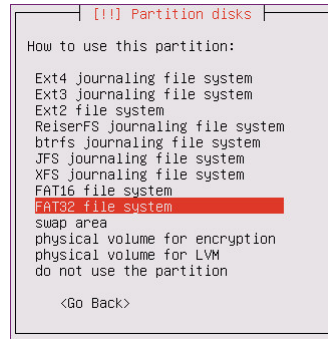 [!!] Partition disks
How to use this partition:
Ext4 journaling file system
Ext3 journaling file system
Ext2 file system
ReiserFS journaling file system
btrfs journaling file system
JFS journaling file system
XFS journaling file system
FAT16 file system
FAT32 file system
swap area
physical volume for encryption
physical volume for LVM
do not use the partition
<Go Back>